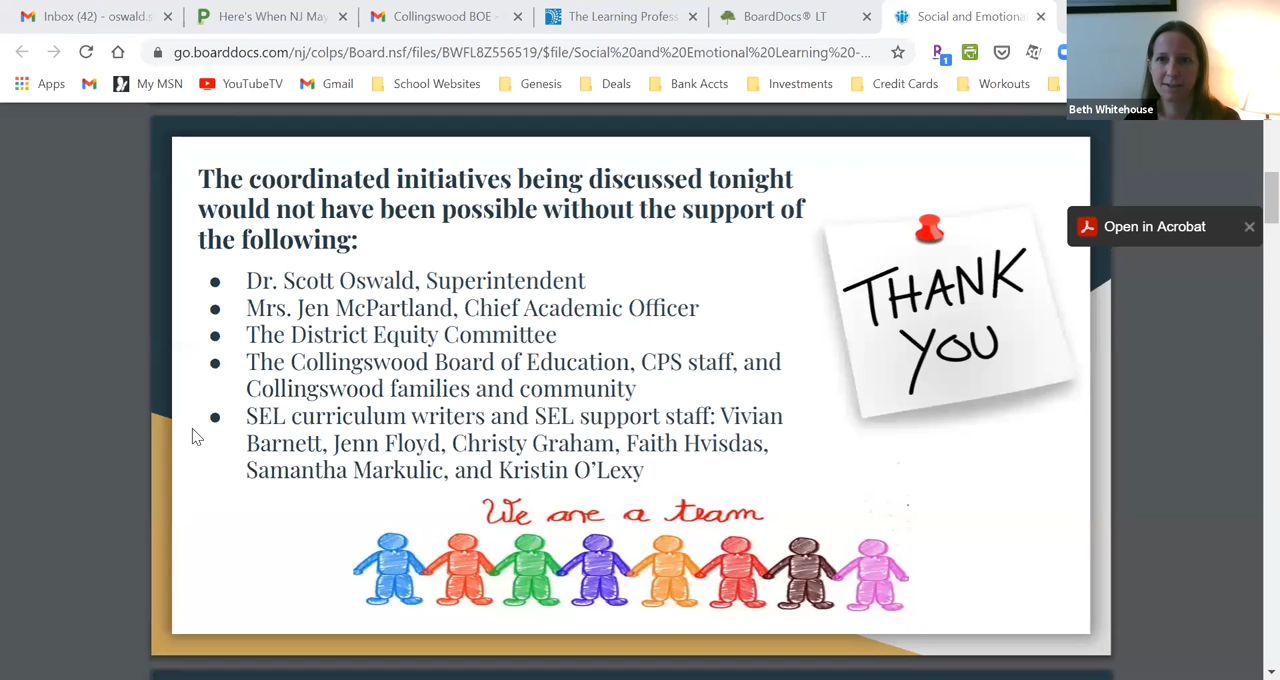 Inbox (42) - oswald.s
Here's When NJ May
Collingswood BOE -
The Learning Profess
BoardDocs® LT
Social and Emotiona
go.boarddocs.com/nj/colps/Board.nsf/files/BWFL8Z556519/$file/Social%20and%20Emotional%20Learning%20-...
1
Apps
My MSN
YouTubeTV
Gmail
School Websites
Genesis
Deals
Bank Accts
Investments
Credit Cards
Workouts
Beth Whitehouse
Open in Acrobat
The coordinated initiatives being discussed tonight
would not have been possible without the support of
the following:
● Dr. Scott Oswald, Superintendent
● Mrs. Jen McPartland, Chief Academic Officer
● The District Equity Committee
● The Collingswood Board of Education, CPS staff, and
Collingswood families and community
● SEL curriculum writers and SEL support staff: Vivian
Barnett, Jenn Floyd, Christy Graham, Faith Hvisdas,
Samantha Markulic, and Kristin O’Lexy
THANK
YOU
We are a team